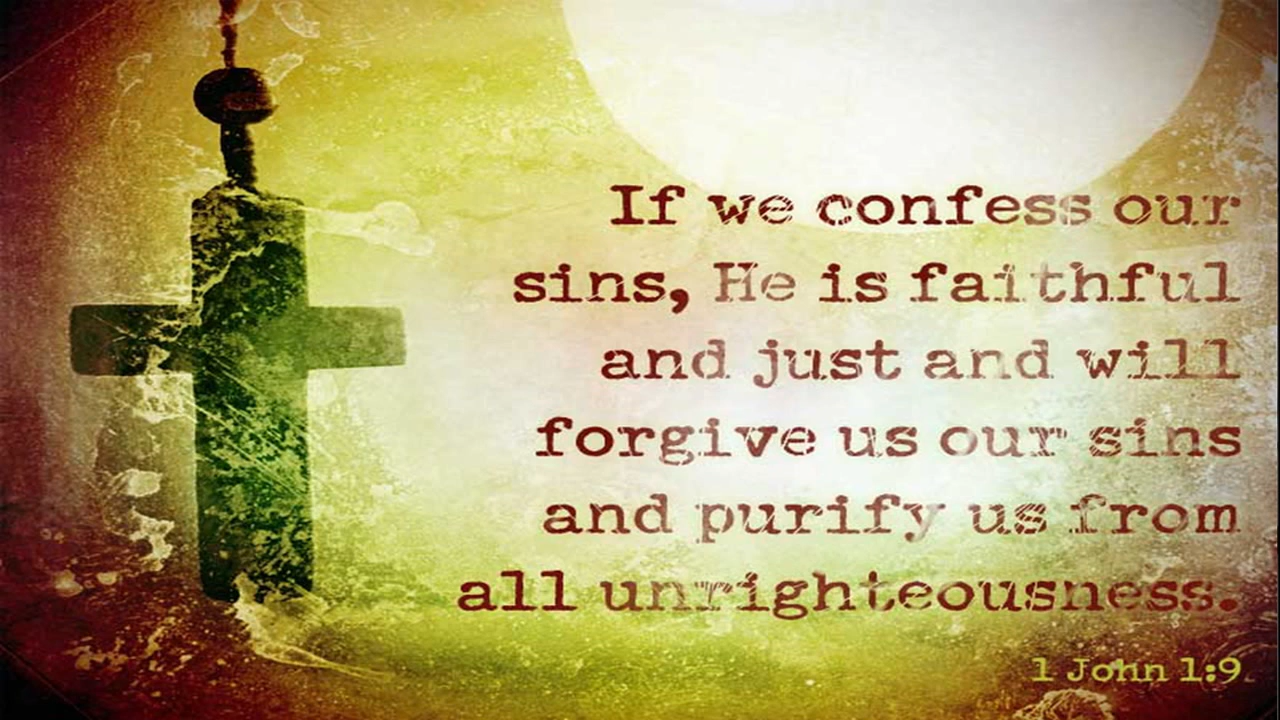 If we confess our
sins, He is faithful
and just and will
forgive us our sins
and purify us from
all unrighteousness.
1 John 1:9